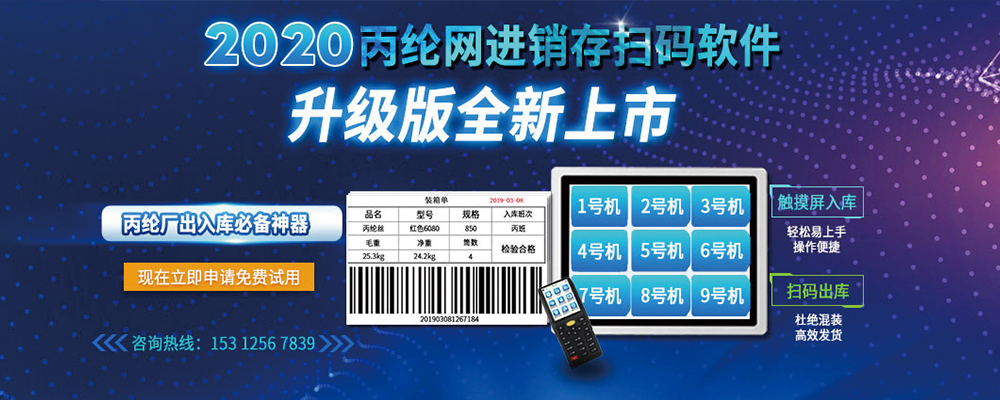 2020丙纶网进销存扫码软件
升级版全新上市
丙纶厂出入库必备神器
现在立即申请免费试用
咨询热线：153 1256 7839
装箱单 2019-03-08
品名 型号 规格 入库班次
丙纶丝 红色6080 850 丙班
毛重 净重 筒数 检验合格
25.3kg 24.2kg 4
201903081267184
1号机 2号机 3号机
4号机 5号机 6号机
7号机 8号机 9号机
触摸屏入库
轻松易上手
操作便捷
扫码出库
杜绝混装
高效发货